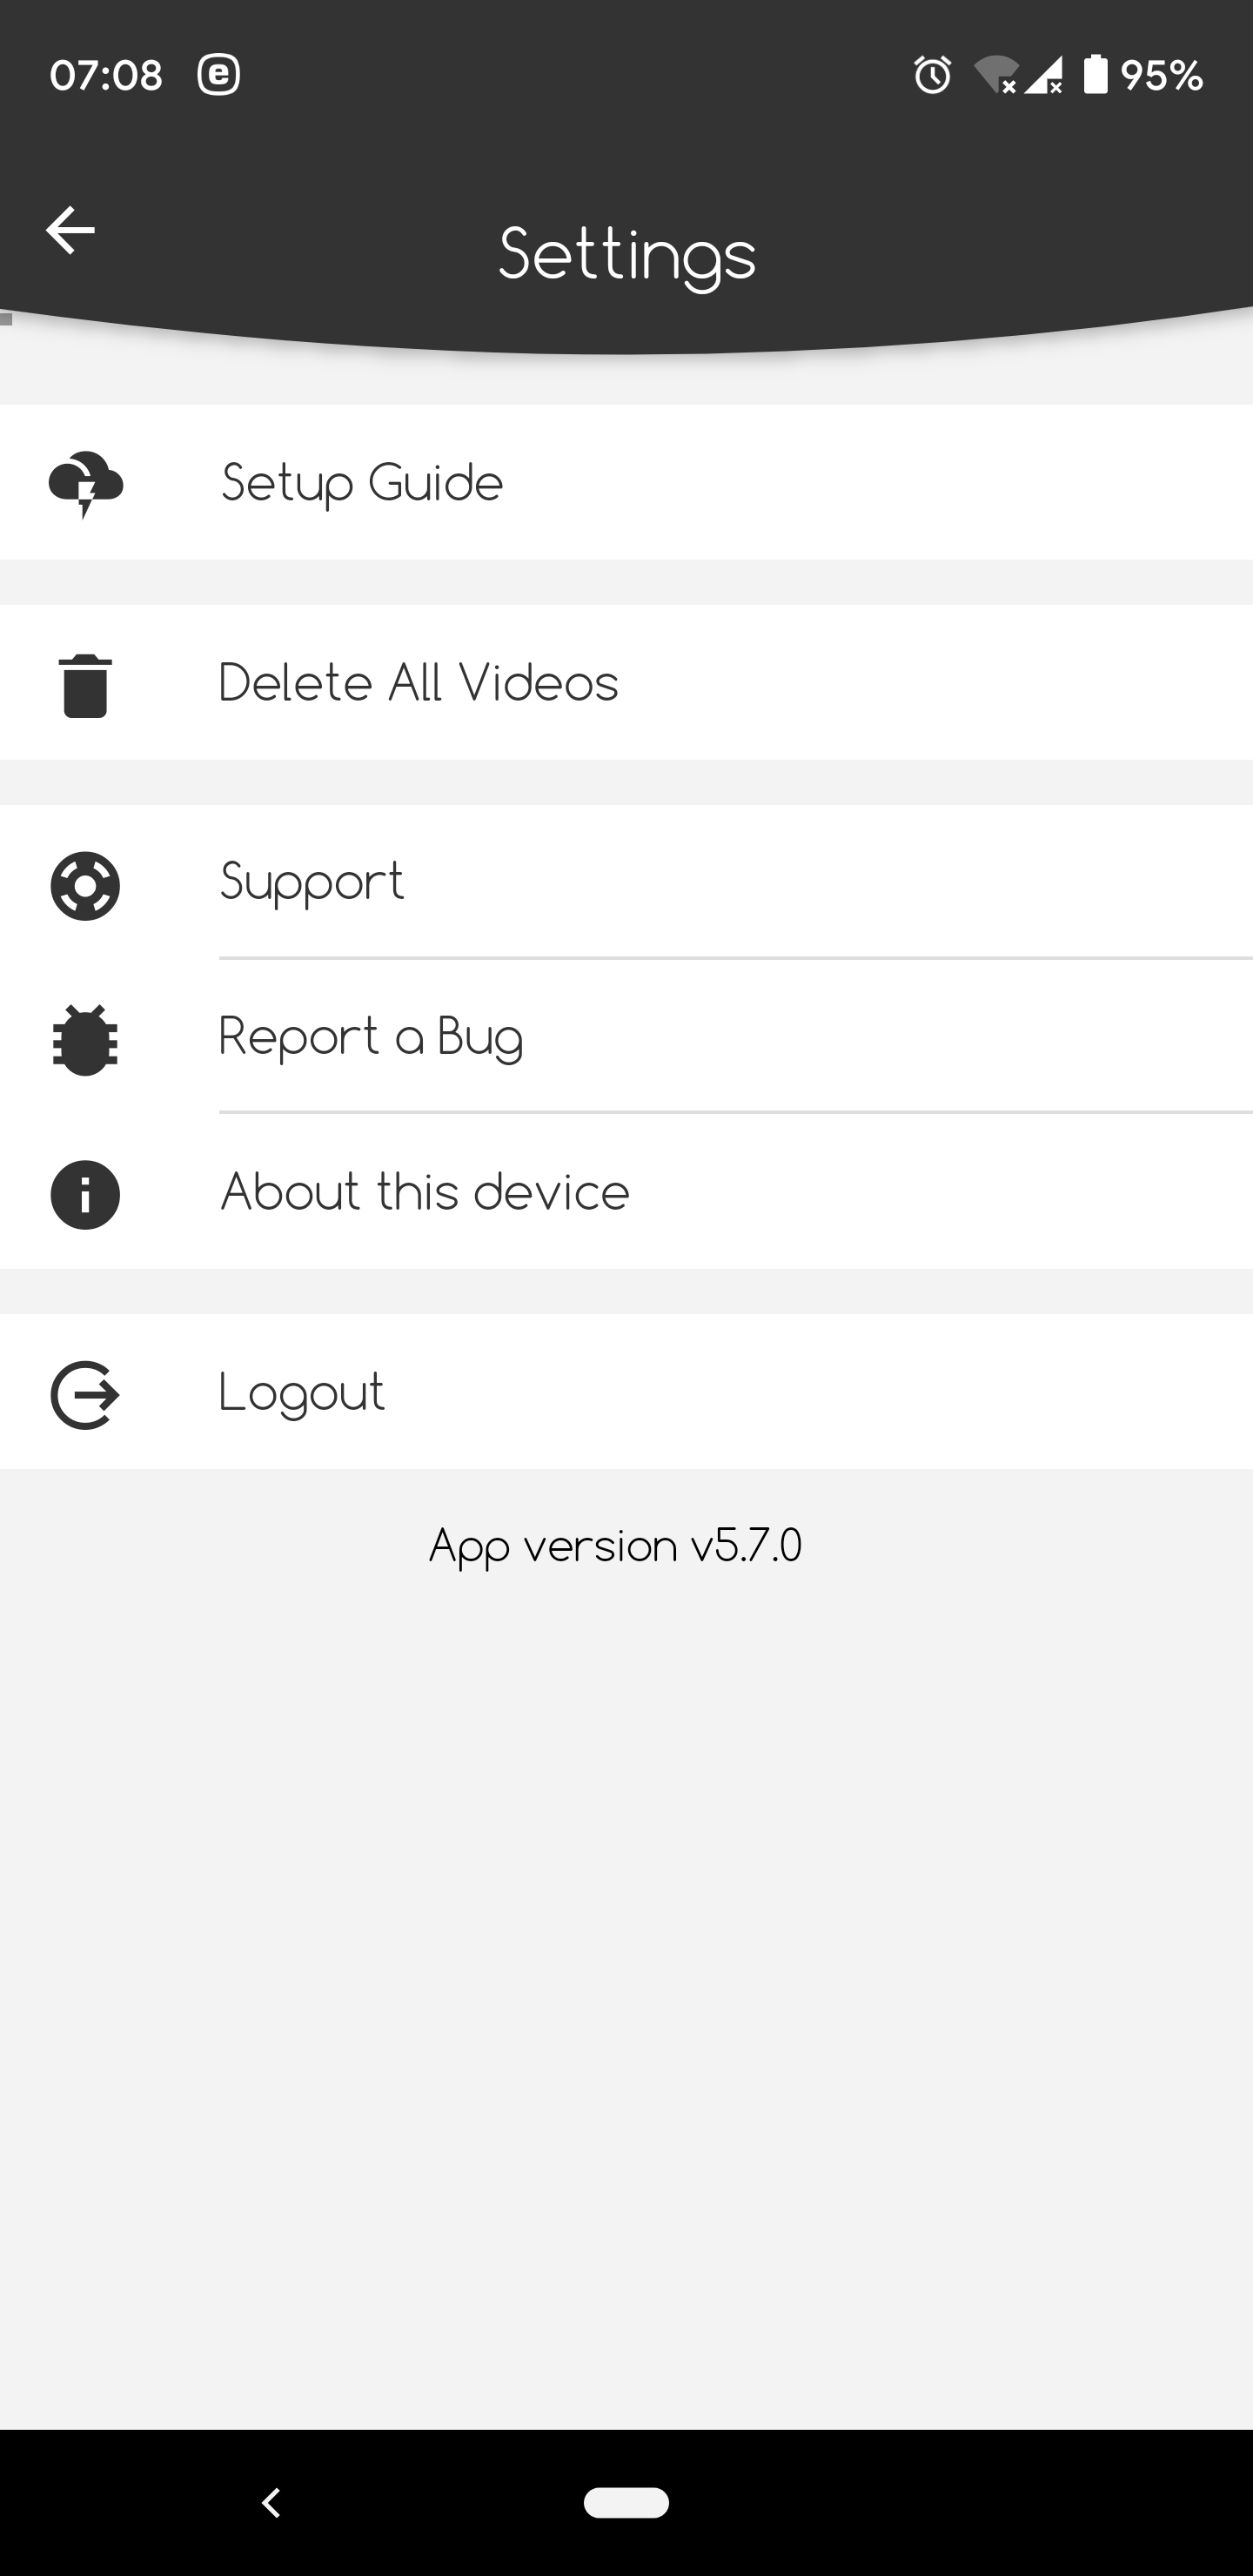 07:08 e 95%
Settings
Setup Guide
Delete All Videos
Support
Report a Bug
About this device
Logout
App version v5.7.0